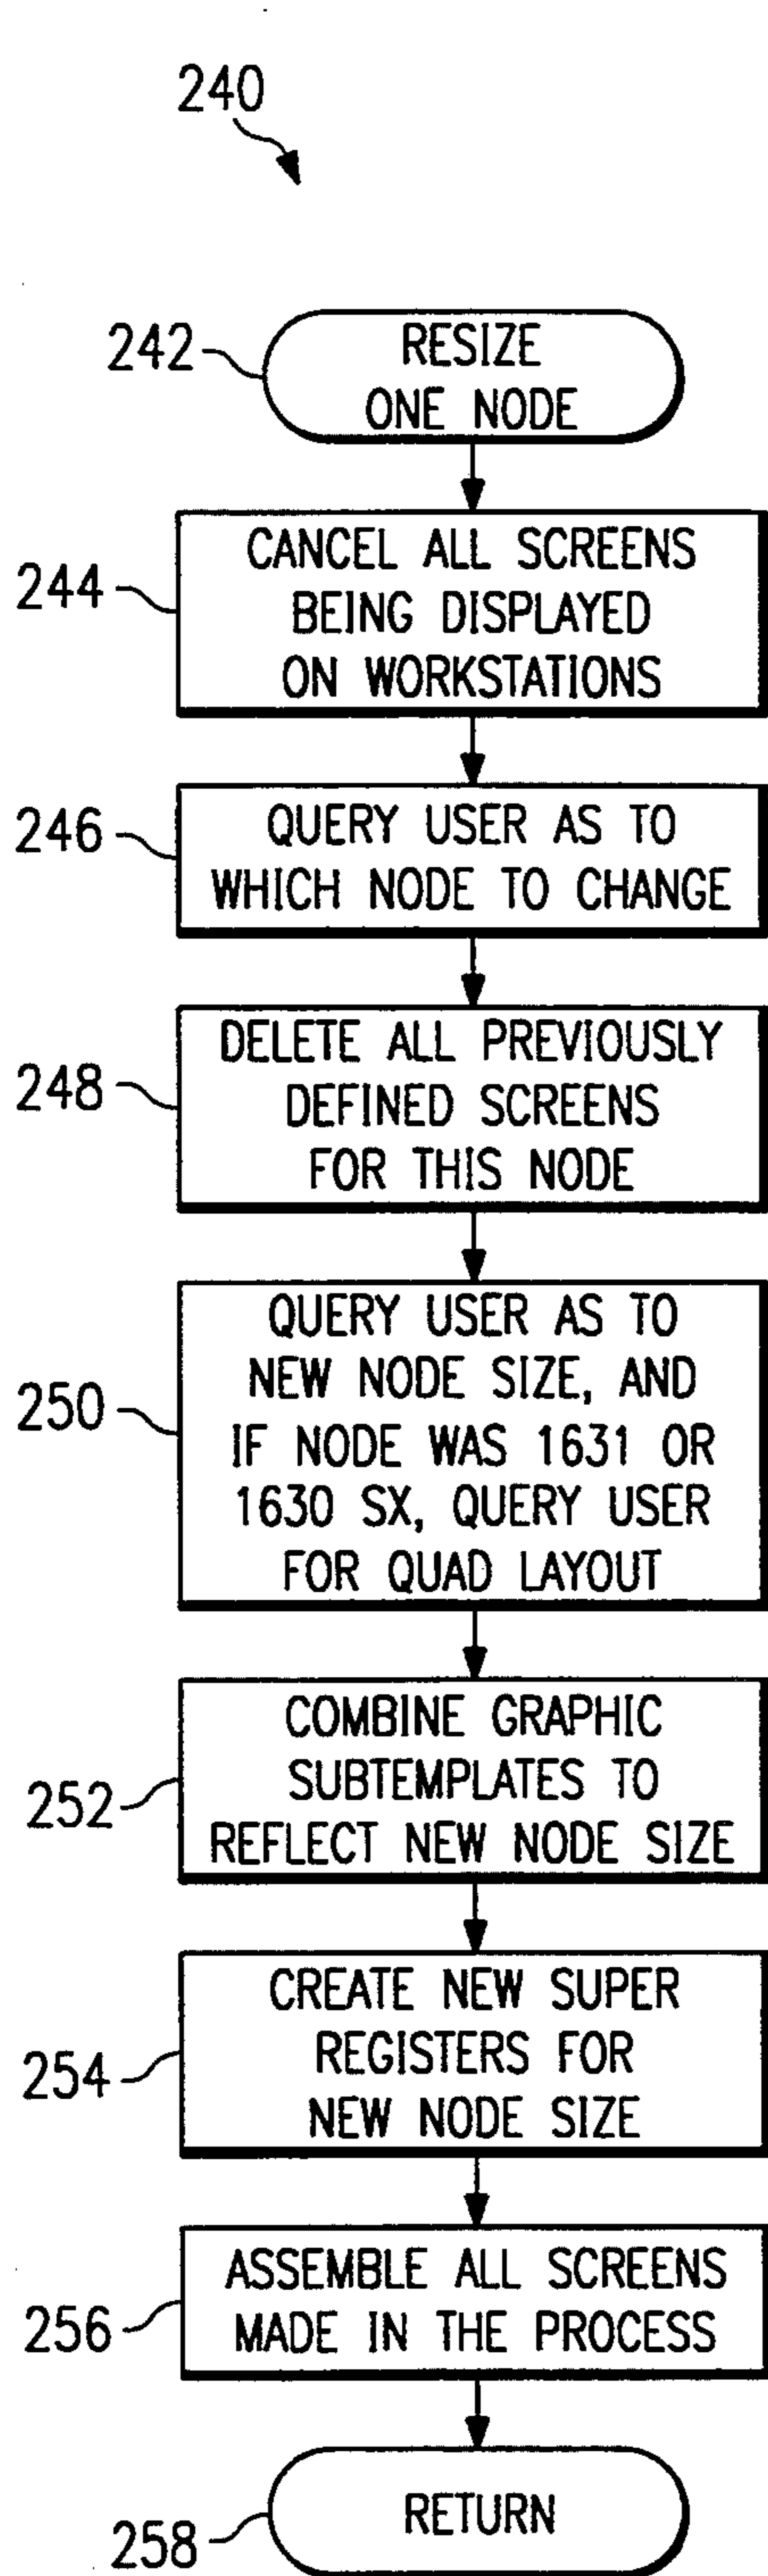 240
242
RESIZE
ONE NODE
244
CANCEL ALL SCREENS
BEING DISPLAYED
ON WORKSTATIONS
246
QUERY USER AS TO
WHICH NODE TO CHANGE
248
DELETE ALL PREVIOUSLY
DEFINED SCREENS
FOR THIS NODE
250
QUERY USER AS TO
NEW NODE SIZE, AND
IF NODE WAS 1631 OR
1630 SX, QUERY USER
FOR QUAD LAYOUT
252
COMBINE GRAPHIC
SUBTEMPLATES TO
REFLECT NEW NODE SIZE
254
CREATE NEW SUPER
REGISTERS FOR
NEW NODE SIZE
256
ASSEMBLE ALL SCREENS
MADE IN THE PROCESS
258
RETURN